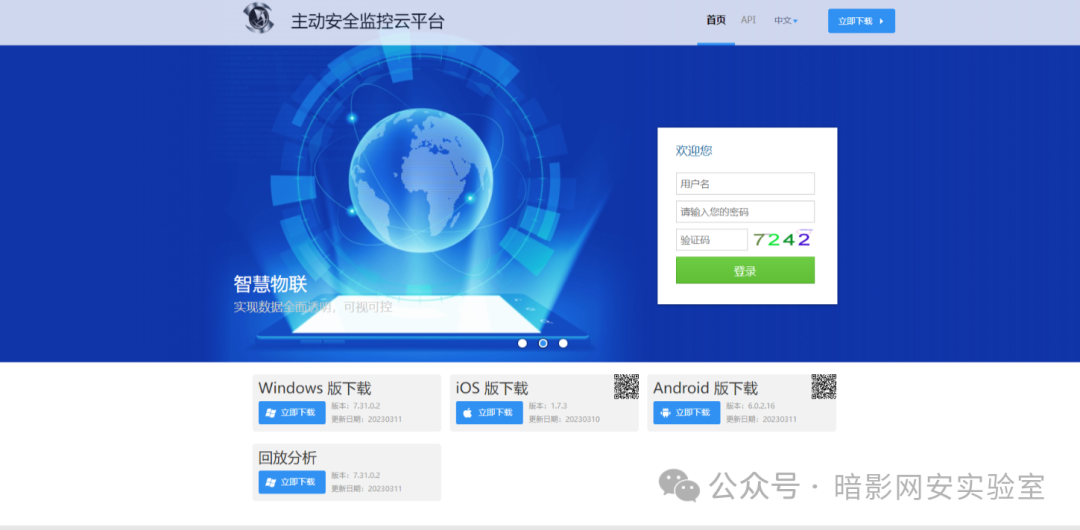 主动安全监控云平台
首页 API 中文
立即下载
欢迎您
用户名
请输入您的密码
验证码 7242
登录
智慧物联
实现数据全面透明，可视可控
Windows 版下载
立即下载
版本：7.31.0.2
更新日期：20230311
iOS 版下载
立即下载
版本：1.7.3
更新日期：20230310
Android 版下载
立即下载
版本：6.0.2.16
更新日期：20230311
回放分析
立即下载
版本：7.31.0.2
更新日期：20230311
公众号 · 暗影网安实验室